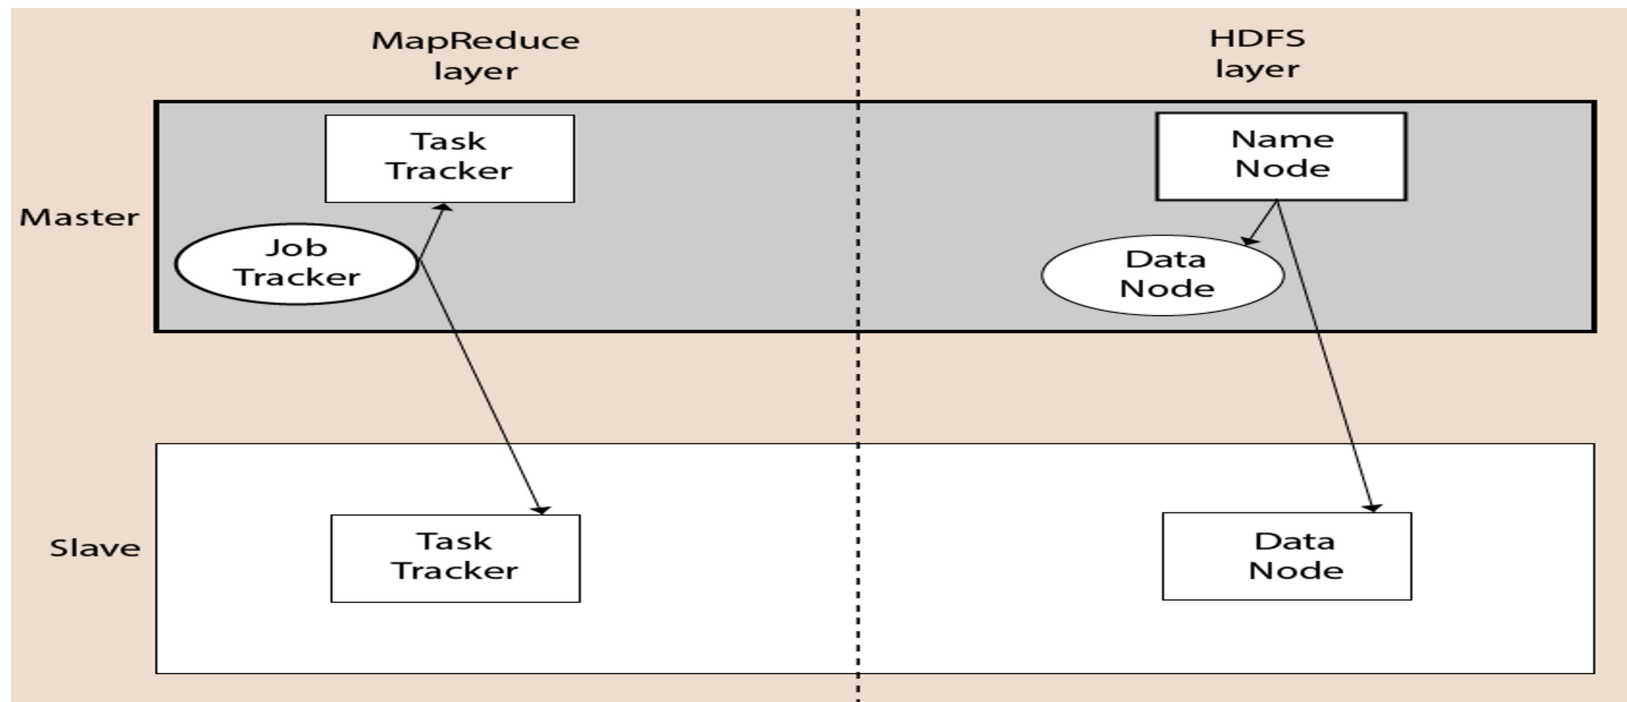 MapReduce
layer
HDFS
layer
Master
Task
Tracker
Job
Tracker
Name
Node
Data
Node
Slave
Task
Tracker
Data
Node